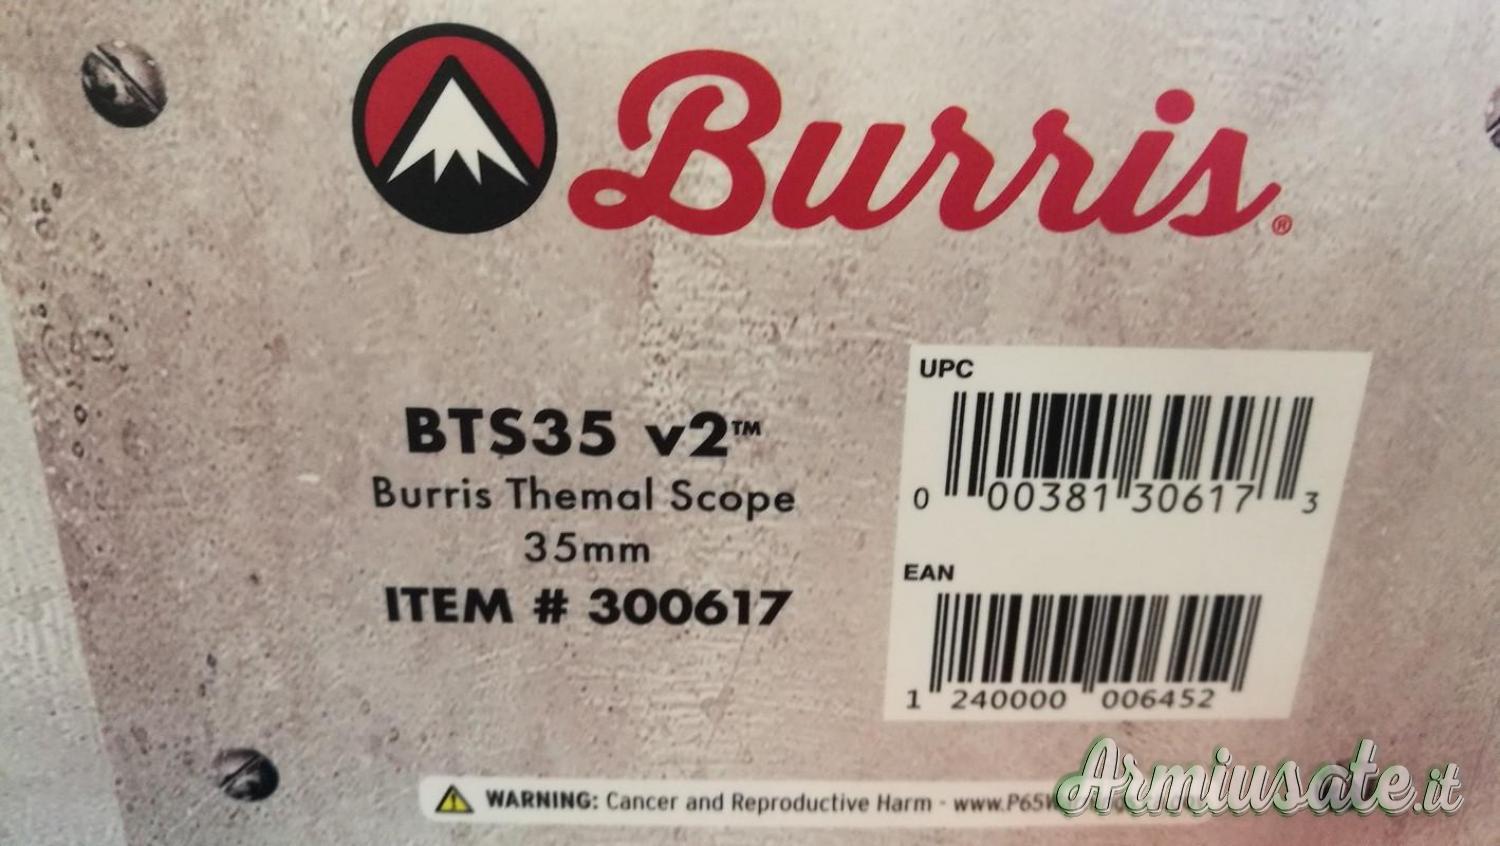 Burris®
BTS35 v2™
Burris Themal Scope
35mm
ITEM # 300617
UPC
0 00381 30617 3
EAN
1 240000 006452
WARNING: Cancer and Reproductive Harm - www.P65W
Armiusate.it